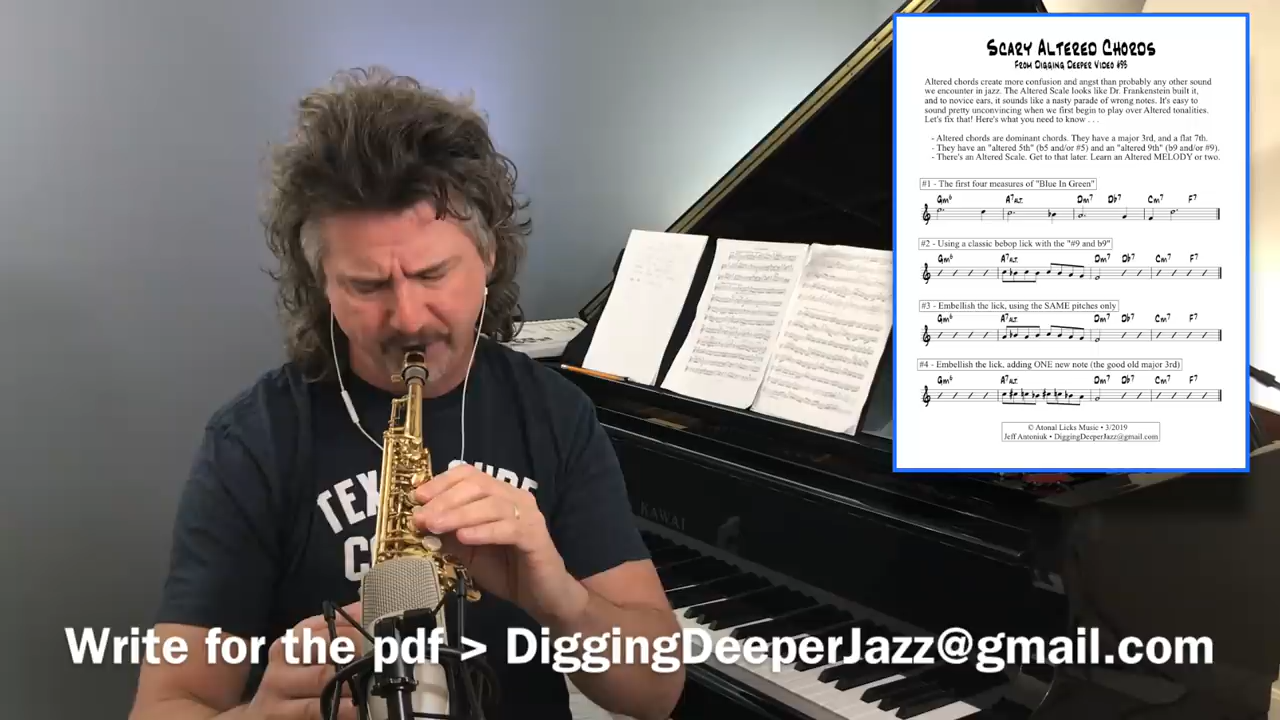 SCARY ALTERED CHORDS
FROM DIGGING DEEPER VIDEO #95
Altered chords create more confusion and angst than probably any other sound
we encounter in jazz. The Altered Scale looks like Dr. Frankenstein built it,
and to novice ears, it sounds like a nasty parade of wrong notes. It's easy to
sound pretty unconvincing when we first begin to play over Altered tonalities.
Let's fix that! Here's what you need to know . . .
- Altered chords are dominant chords. They have a major 3rd, and a flat 7th.
- They have an "altered 5th" (b5 and/or #5) and an "altered 9th" (b9 and/or #9).
- There's an Altered Scale. Get to that later. Learn an Altered MELODY or two.
#1 - The first four measures of "Blue In Green"
Gm6 A7ALT. Dm7 Db7 Cm7 F7
#2 - Using a classic bebop lick with the "#9 and b9"
Gm6 A7ALT. Dm7 Db7 Cm7 F7
#3 - Embellish the lick, using the SAME pitches only
Gm6 A7ALT. Dm7 Db7 Cm7 F7
#4 - Embellish the lick, adding ONE new note (the good old major 3rd)
Gm6 A7ALT. Dm7 Db7 Cm7 F7
© Atonal Licks Music • 3/2019
Jeff Antoniuk • DiggingDeeperJazz@gmail.com
KAWAI
Write for the pdf > DiggingDeeperJazz@gmail.com